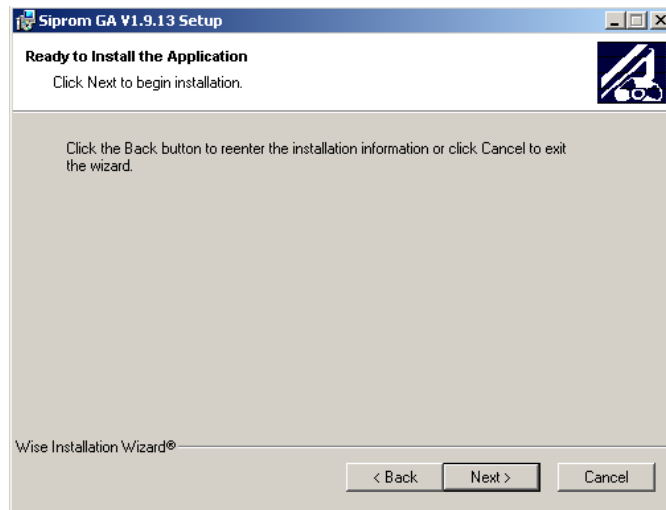 Siprom GA V1.9.13 Setup
Ready to Install the Application
Click Next to begin installation.
Click the Back button to reenter the installation information or click Cancel to exit
the wizard.
Wise Installation Wizard®
< Back Next > Cancel